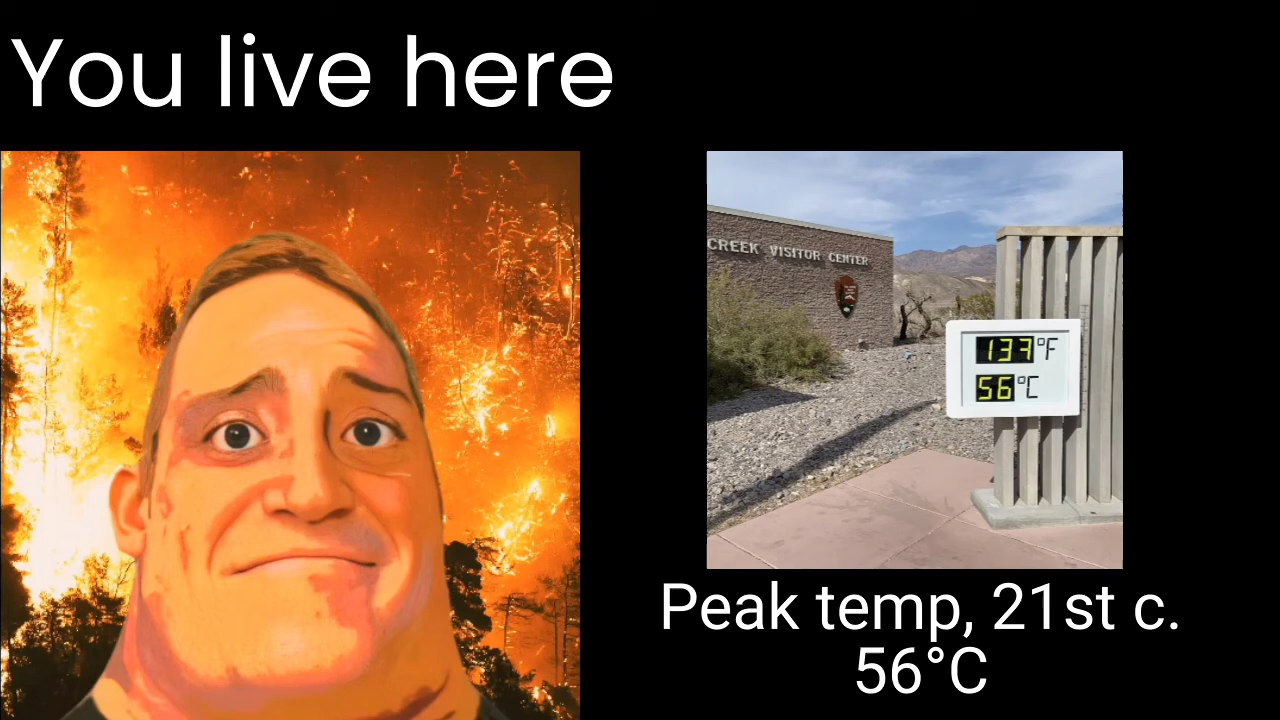 You live here
CREEK VISITOR CENTER
133°F
56°C
Peak temp, 21st c.
56°C